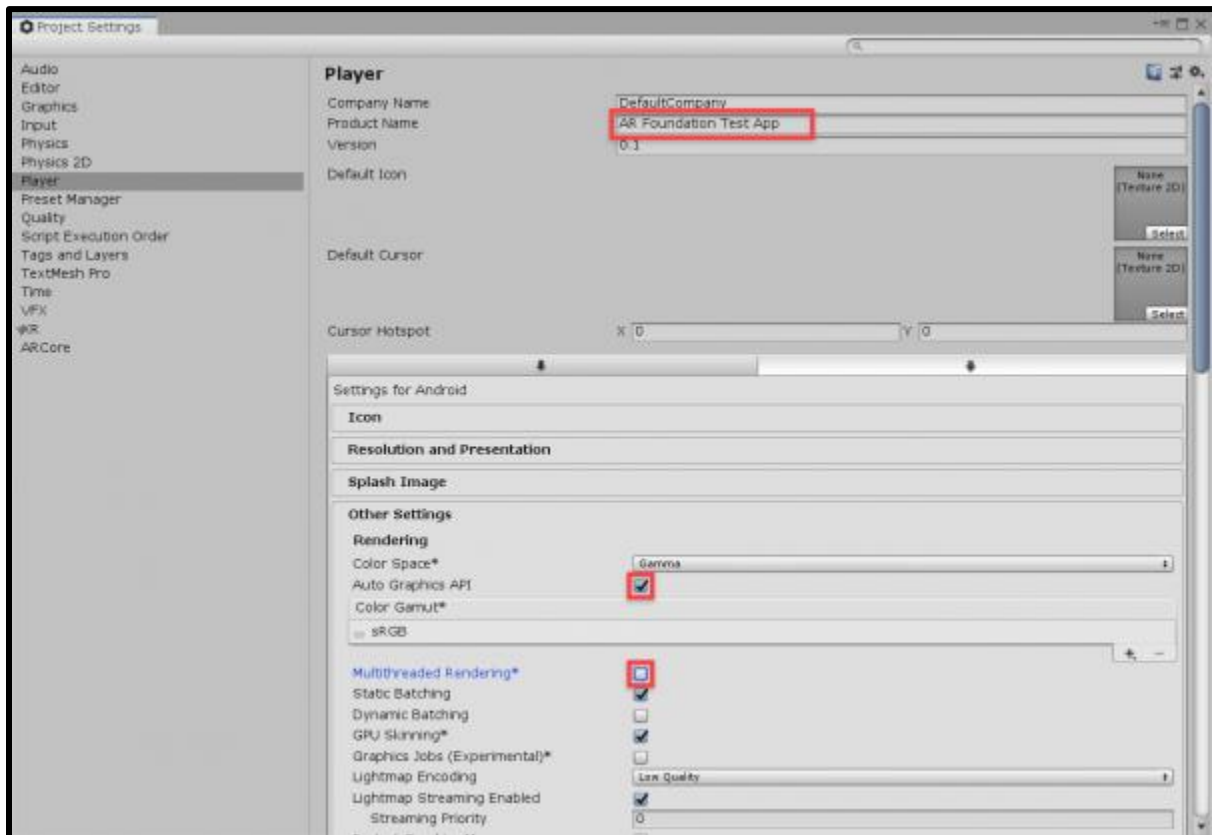 Project Settings
Audio
Editor
Graphics
Input
Physics
Physics 2D
Player
Preset Manager
Quality
Script Execution Order
Tags and Layers
TextMesh Pro
Time
VFX
XR
ARCore
Player
Company Name DefaultCompany
Product Name AR Foundation Test App
Version 0.1
Default Icon
None
(Texture 2D)
Select
Default Cursor
None
(Texture 2D)
Select
Cursor Hotspot X 0 Y 0
Settings for Android
Icon
Resolution and Presentation
Splash Image
Other Settings
Rendering
Color Space* Gamma
Auto Graphics API
Color Gamut*
sRGB
Multithreaded Rendering*
Static Batching
Dynamic Batching
GPU Skinning*
Graphics Jobs (Experimental)*
Lightmap Encoding Low Quality
Lightmap Streaming Enabled
Streaming Priority 0